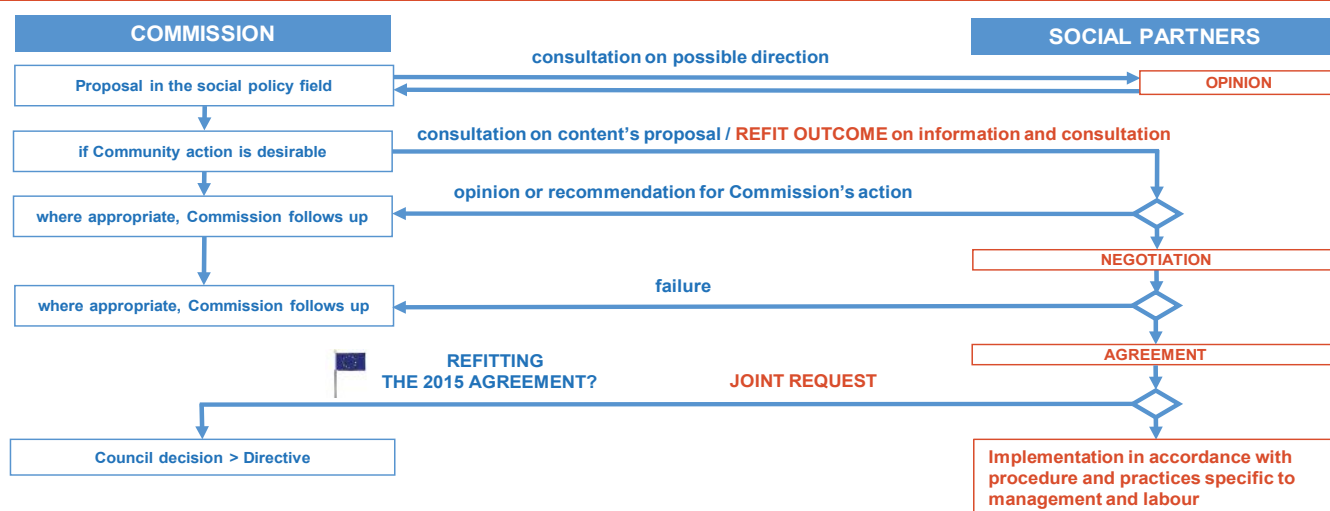 COMMISSION
SOCIAL PARTNERS
consultation on possible direction
Proposal in the social policy field
OPINION
consultation on content's proposal / REFIT OUTCOME on information and consultation
if Community action is desirable
opinion or recommendation for Commission's action
where appropriate, Commission follows up
NEGOTIATION
failure
where appropriate, Commission follows up
AGREEMENT
REFITTING
THE 2015 AGREEMENT?
JOINT REQUEST
Council decision > Directive
Implementation in accordance with
procedure and practices specific to
management and labour